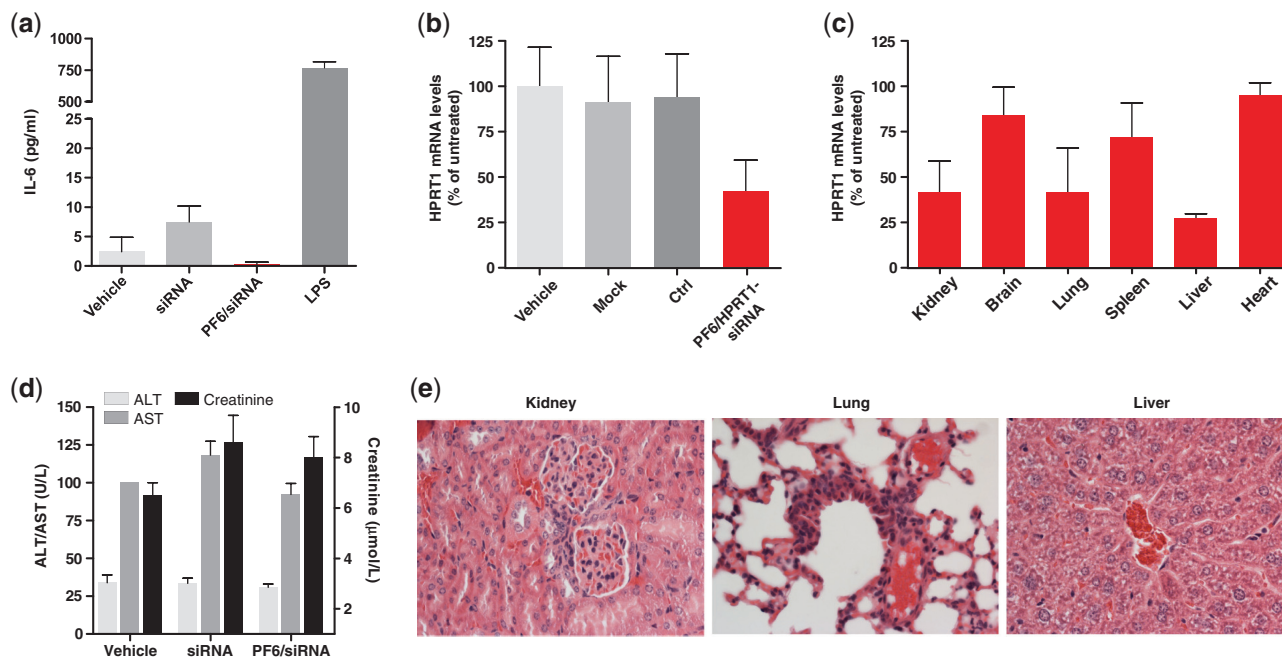 (a)
1000
750
500
25
20
15
10
5
0
IL-6 (pg/ml)
Vehicle
siRNA
PF6/siRNA
LPS
(b)
125
100
75
50
25
0
HPRT1 mRNA levels
(% of untreated)
Vehicle
Mock
Ctrl
PF6/HPRT1-
siRNA
(c)
125
100
75
50
25
0
HPRT1 mRNA levels
(% of untreated)
Kidney
Brain
Lung
Spleen
Liver
Heart
(d)
ALT
Creatinine
AST
150
125
100
75
50
25
0
ALT/AST (U/L)
10
8
6
4
2
Creatinine (μmol/L)
Vehicle
siRNA
PF6/siRNA
(e)
Kidney
Lung
Liver